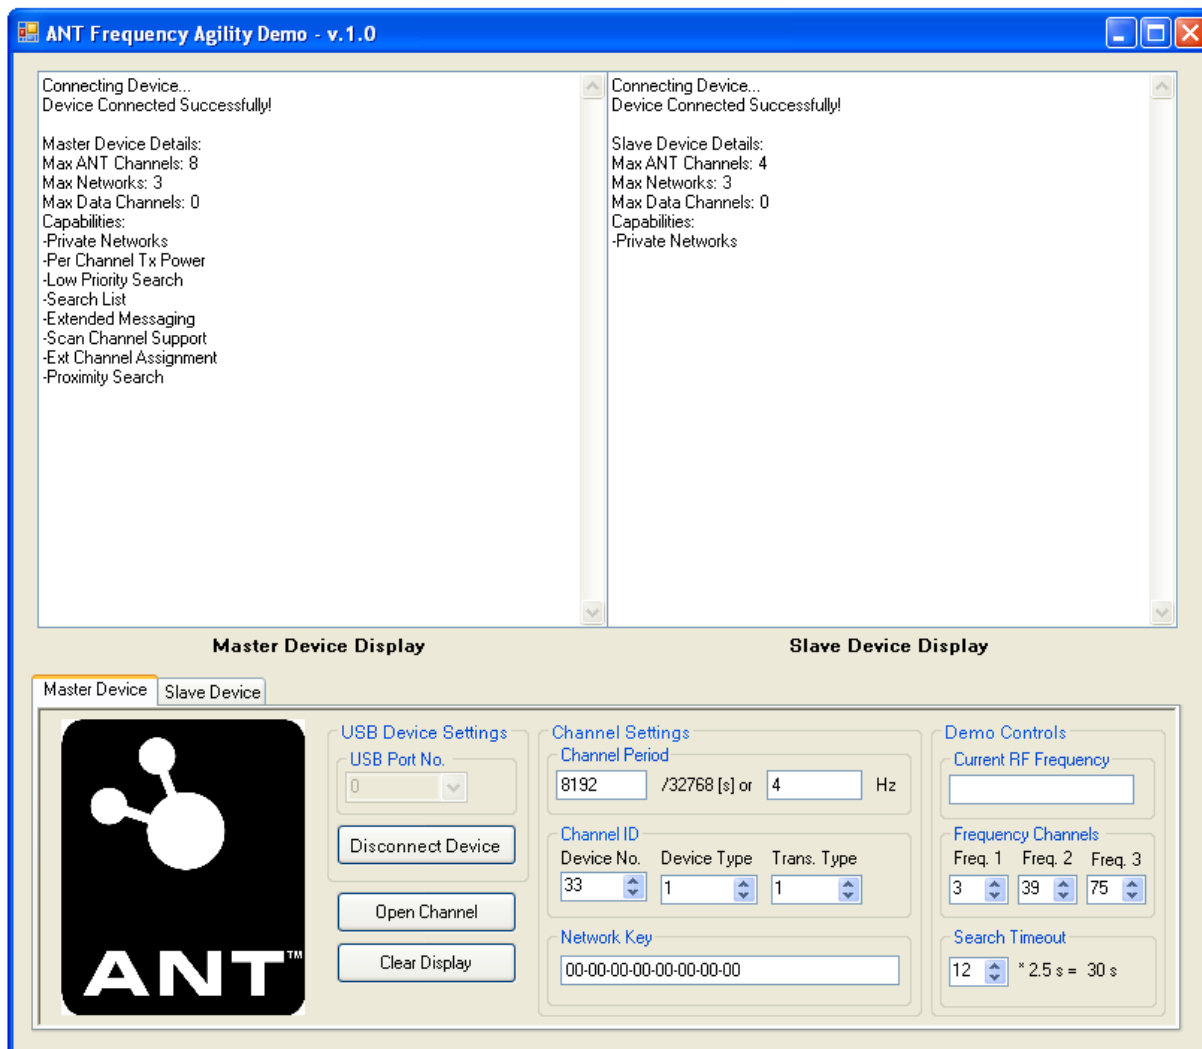 ANT Frequency Agility Demo - v.1.0
Connecting Device...
Device Connected Successfully!
Master Device Details:
Max ANT Channels: 8
Max Networks: 3
Max Data Channels: 0
Capabilities:
-Private Networks
-Per Channel Tx Power
-Low Priority Search
-Search List
-Extended Messaging
-Scan Channel Support
-Ext Channel Assignment
-Proximity Search
Connecting Device...
Device Connected Successfully!
Slave Device Details:
Max ANT Channels: 4
Max Networks: 3
Max Data Channels: 0
Capabilities:
-Private Networks
Master Device Display
Slave Device Display
Master Device
Slave Device
ANT™
USB Device Settings
USB Port No.
0
Disconnect Device
Open Channel
Clear Display
Channel Settings
Channel Period
8192 /32768 [s] or 4 Hz
Channel ID
Device No. Device Type Trans. Type
33 1 1
Network Key
00-00-00-00-00-00-00-00
Demo Controls
Current RF Frequency
Frequency Channels
Freq. 1 Freq. 2 Freq. 3
3 39 75
Search Timeout
12 * 2.5 s = 30 s